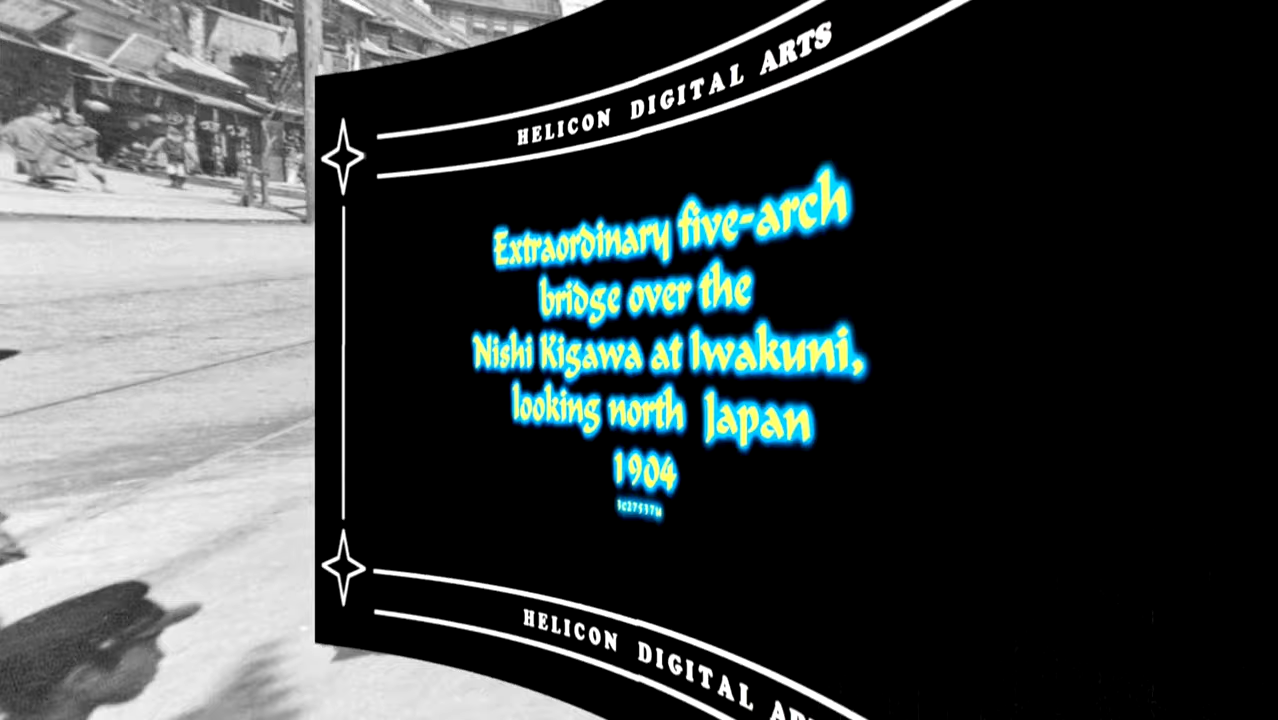 HELICON DIGITAL ARTS
Extraordinary five-arch
bridge over the
Nishi Kigawa at Iwakuni,
looking north Japan
1904
3c27537u
HELICON DIGITAL